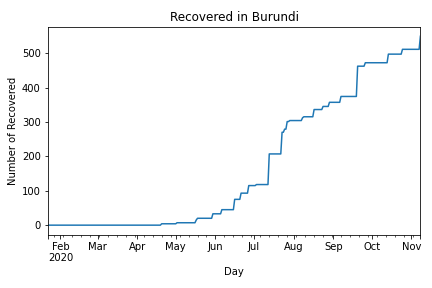 Recovered in Burundi
Number of Recovered
500
400
300
200
100
0
Feb Mar Apr May Jun Jul Aug Sep Oct Nov
2020
Day